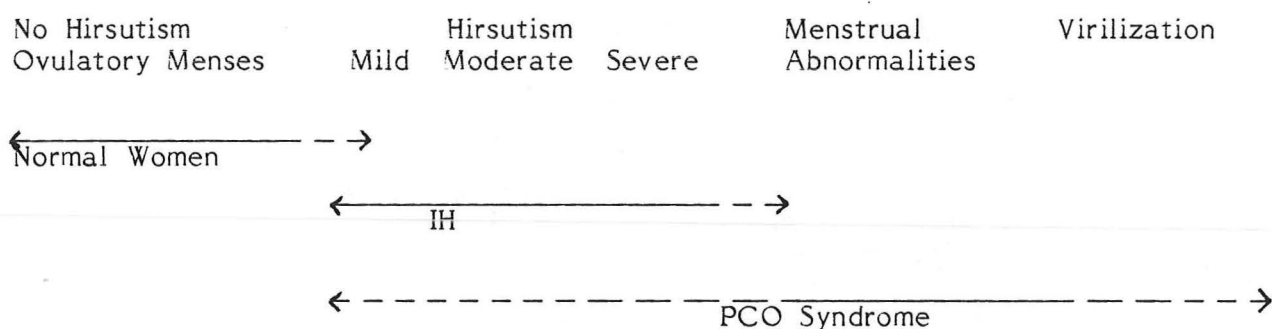 No Hirsutism Hirsutism Menstrual Virilization
Ovulatory Menses Mild Moderate Severe Abnormalities
Normal Women
IH
PCO Syndrome